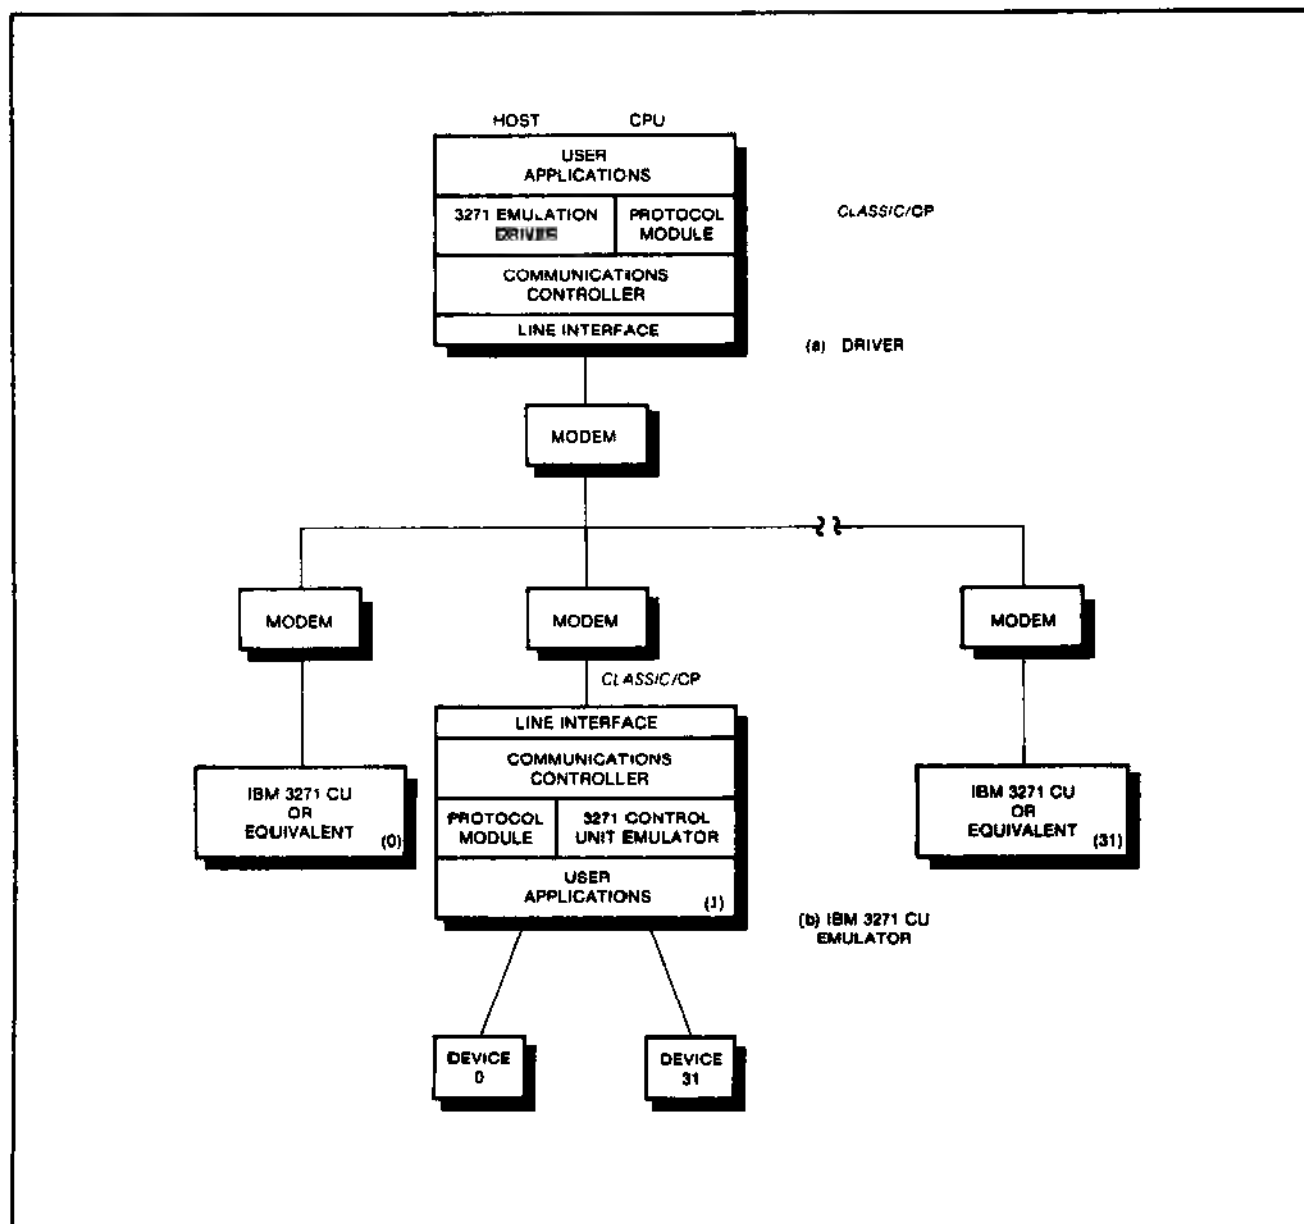 HOST CPU
USER
APPLICATIONS
3271 EMULATION
PROTOCOL
MODULE
CLASSIC/CP
COMMUNICATIONS
CONTROLLER
LINE INTERFACE
(a) DRIVER
MODEM
MODEM
MODEM
MODEM
CLASSIC/CP
LINE INTERFACE
COMMUNICATIONS
CONTROLLER
PROTOCOL
MODULE
3271 CONTROL
UNIT EMULATOR
USER
APPLICATIONS
(1)
IBM 3271 CU
OR
EQUIVALENT
(0)
IBM 3271 CU
OR
EQUIVALENT
(31)
(b) IBM 3271 CU
EMULATOR
DEVICE
0
DEVICE
31